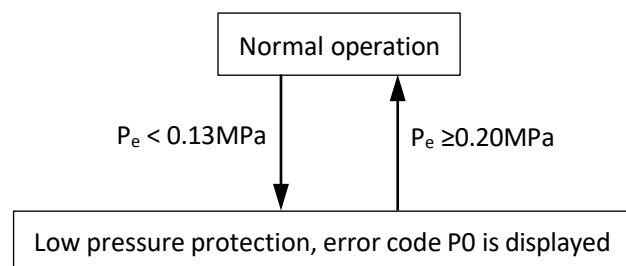 Normal operation
Pₑ < 0.13MPa
Pₑ ≥0.20MPa
Low pressure protection, error code P0 is displayed